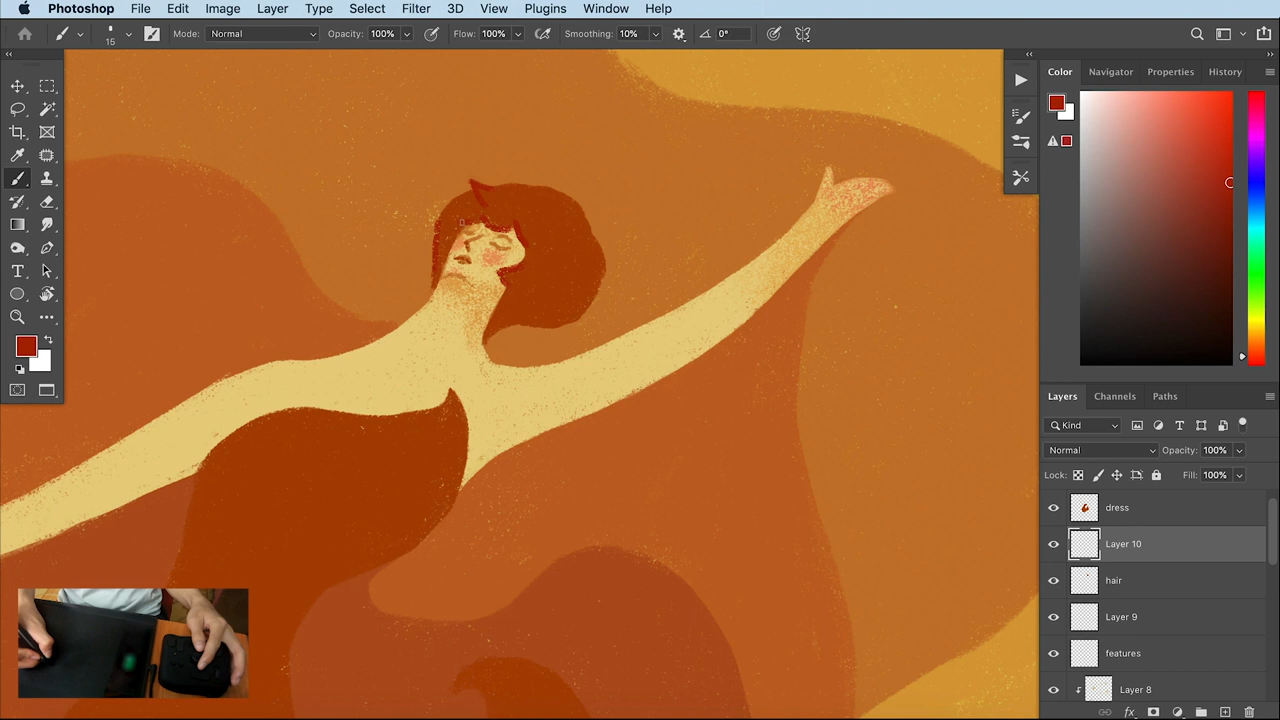 Photoshop File Edit Image Layer Type Select Filter 3D View Plugins Window Help
15 Mode: Normal Opacity: 100% Flow: 100% Smoothing: 10% 0°
Color Navigator Properties History
Layers Channels Paths
Kind
Normal Opacity: 100%
Lock: Fill: 100%
dress
Layer 10
hair
Layer 9
features
Layer 8
fx